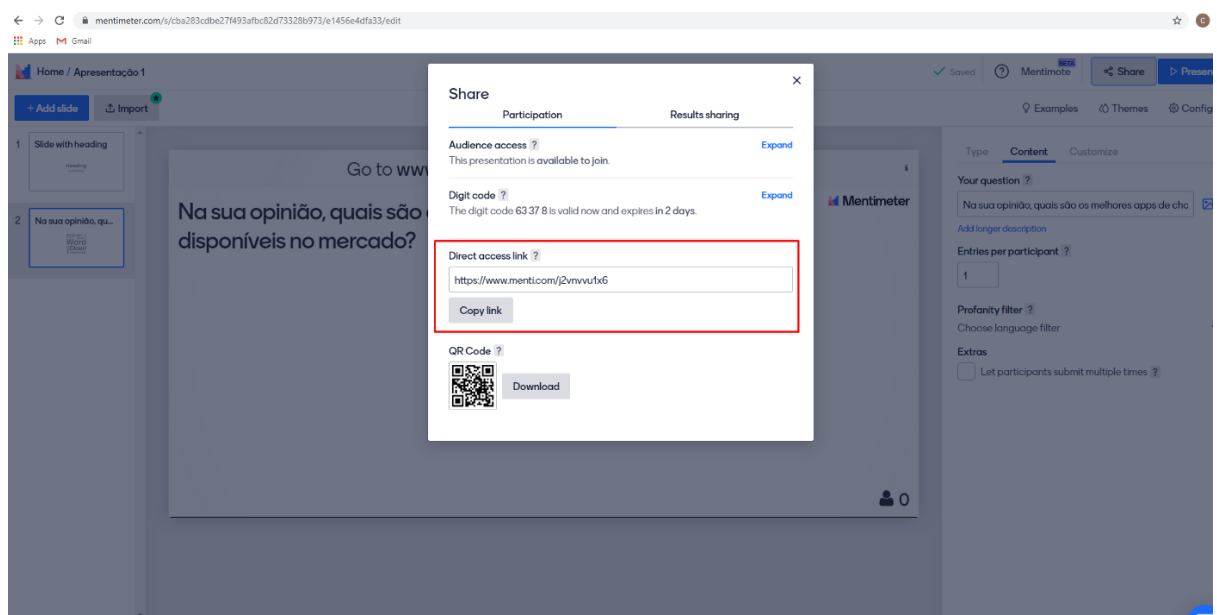 mentimeter.com/s/cba283cdbe27f493afbc82d73328b973/e1456e4dfa33/edit
C
Apps Gmail
Home / Apresentação 1
Saved ? Mentimote BETA Share Presen
+ Add slide Import
Examples Themes Config
1 Slide with heading
Heading
2 Na sua opinião, qu...
Word
Cloud
Go to www
Na sua opinião, quais são
disponíveis no mercado?
Mentimeter
0
Share
Participation Results sharing
Audience access ? Expand
This presentation is available to join.
Digit code ? Expand
The digit code 63 37 8 is valid now and expires in 2 days.
Direct access link ?
https://www.menti.com/j2vnvvu1x6
Copy link
QR Code ?
Download
Type Content Customize
Your question ?
Na sua opinião, quais são os melhores apps de cha
Add longer description
Entries per participant ?
1
Profanity filter ?
Choose language filter
Extras
Let participants submit multiple times ?